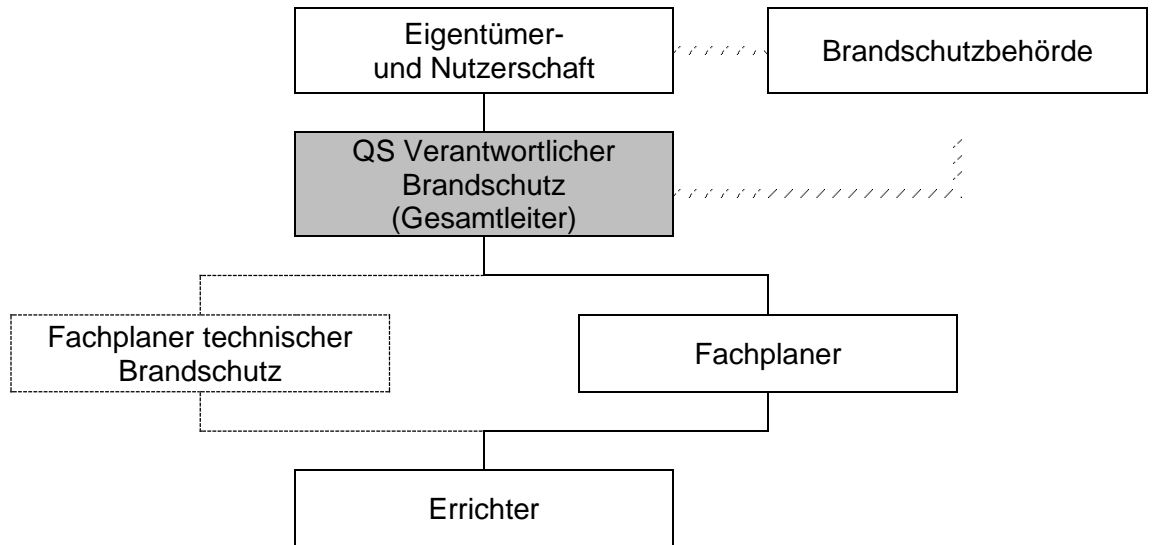 Eigentümer-
und Nutzerschaft
Brandschutzbehörde
QS Verantwortlicher
Brandschutz
(Gesamtleiter)
Fachplaner technischer
Brandschutz
Fachplaner
Errichter